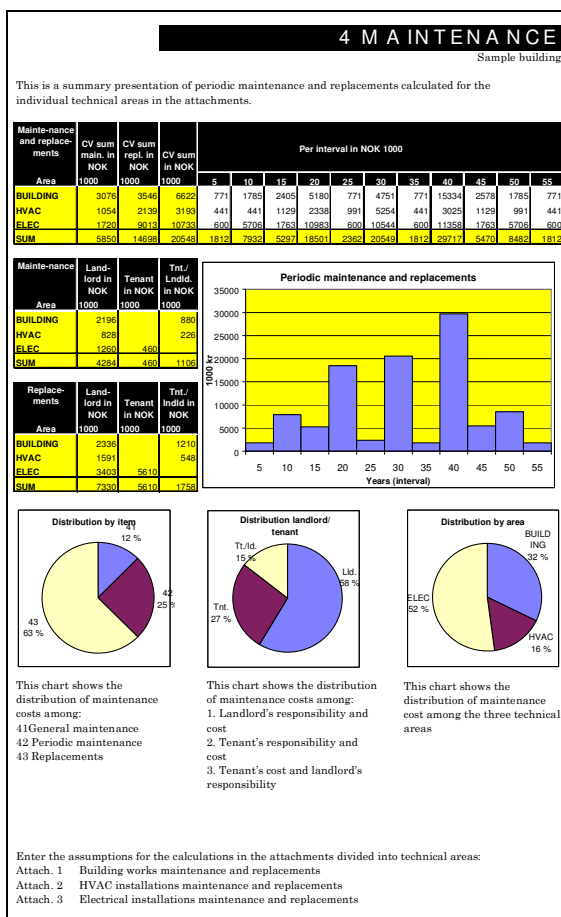 4 MAINTENANCE
Sample building
This is a summary presentation of periodic maintenance and replacements calculated for the
individual technical areas in the attachments.
Mainte-nance and replace-ments CV sum main. in NOK CV sum repl. in NOK CV sum in NOK Per interval in NOK 1000
Area 1000 1000 1000 5 10 15 20 25 30 35 40 45 50 55
BUILDING 3076 3546 6622 771 1785 2405 5180 771 4751 771 15334 2578 1785 771
HVAC 1054 2139 3193 441 441 1129 2338 991 5254 441 3025 1129 991 441
ELEC 1720 9013 10733 600 5706 1763 10983 600 10544 600 11358 1763 5706 600
SUM 5850 14698 20548 1812 7932 5297 18501 2362 20549 1812 29717 5470 8482 1812
Mainte-nance Land-lord in NOK Tenant in NOK Tnt./ Lndld. in NOK
Area 1000 1000 1000
BUILDING 2196 880
HVAC 828 226
ELEC 1260 460
SUM 4284 460 1106
Replace-ments Land-lord in NOK Tenant in NOK Tnt./ lndld in NOK
Area 1000 1000 1000
BUILDING 2336 1210
HVAC 1591 548
ELEC 3403 5610
SUM 7330 5610 1758
Periodic maintenance and replacements
35000
30000
25000
20000
15000
10000
5000
0
1000 kr
5 10 15 20 25 30 35 40 45 50 55
Years (interval)
Distribution by item
41
12 %
42
25 %
43
63 %
Distribution landlord/
tenant
Tt./ld.
15 %
Lld.
58 %
Tnt.
27 %
Distribution by area
BUILD
ING
32 %
ELEC
52 %
HVAC
16 %
This chart shows the
distribution of maintenance
costs among:
41General maintenance
42 Periodic maintenance
43 Replacements
This chart shows the distribution
of maintenance costs among:
1. Landlord's responsibility and
cost
2. Tenant's responsibility and
cost
3. Tenant's cost and landlord's
responsibility
This chart shows the
distribution of maintenance
cost among the three technical
areas
Enter the assumptions for the calculations in the attachments divided into technical areas:
Attach. 1 Building works maintenance and replacements
Attach. 2 HVAC installations maintenance and replacements
Attach. 3 Electrical installations maintenance and replacements